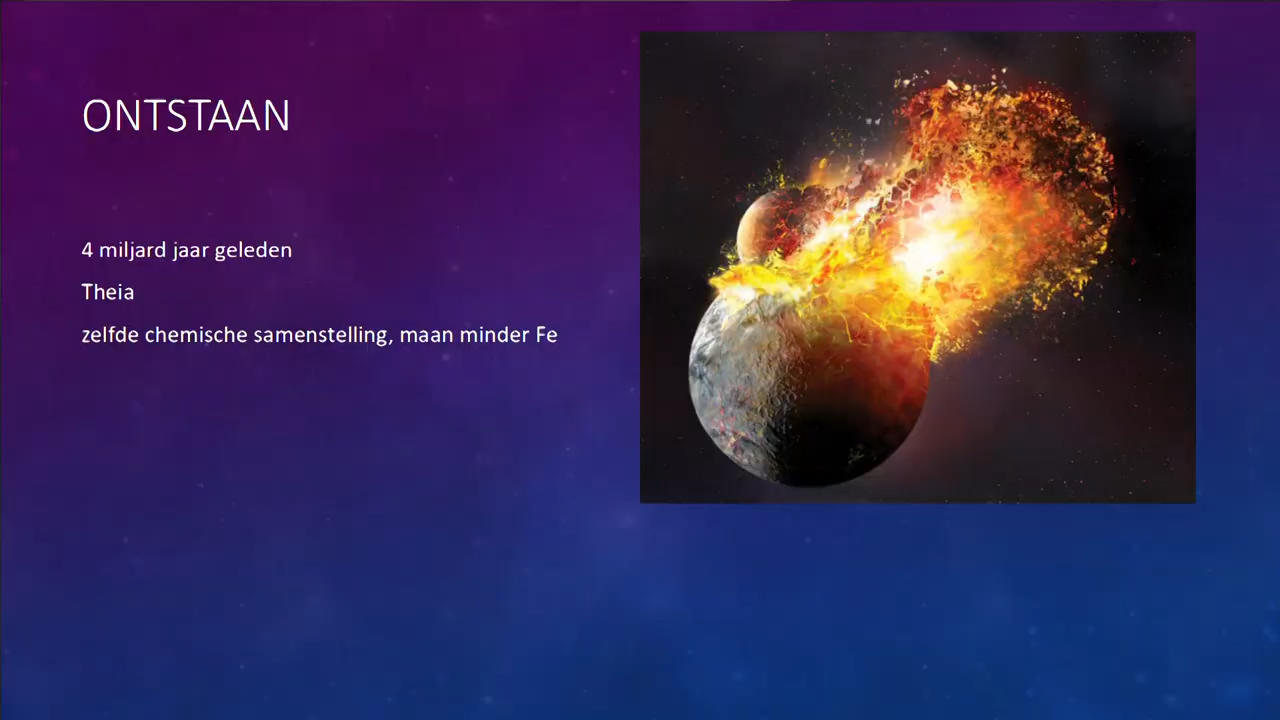 ONTSTAAN
4 miljard jaar geleden
Theia
zelfde chemische samenstelling, maan minder Fe